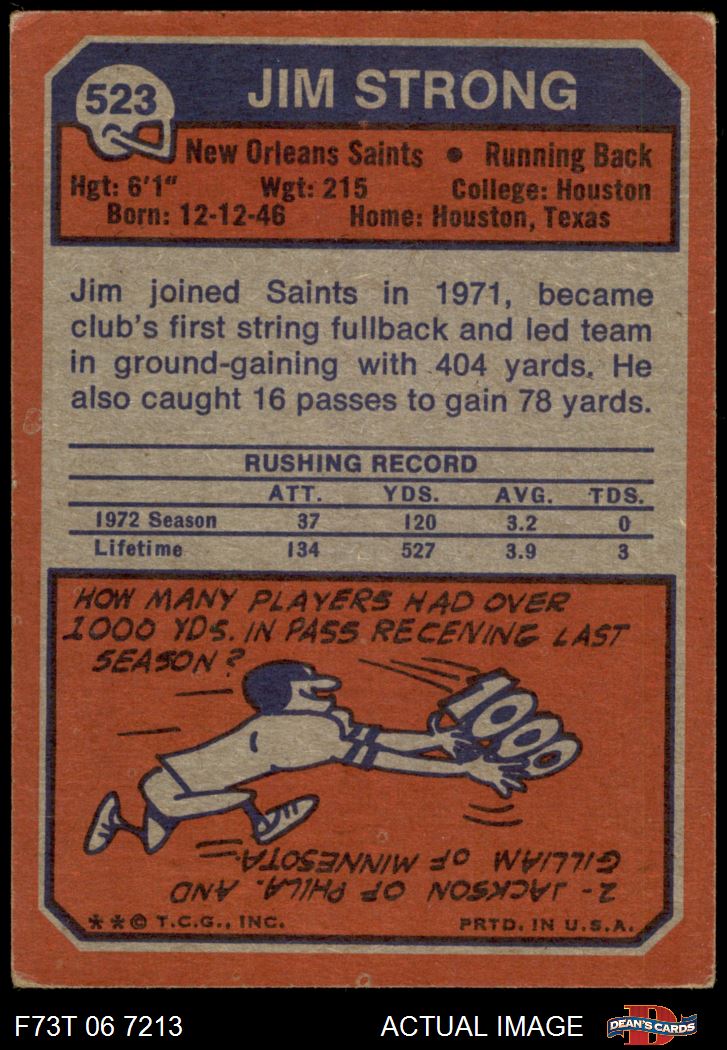 523
JIM STRONG
New Orleans Saints • Running Back
Hgt: 6'1" Wgt: 215 College: Houston
Born: 12-12-46 Home: Houston, Texas
Jim joined Saints in 1971, became
club's first string fullback and led team
in ground-gaining with 404 yards. He
also caught 16 passes to gain 78 yards.
RUSHING RECORD
ATT. YDS. AVG. TDS.
1972 Season 37 120 3.2 0
Lifetime 134 527 3.9 3
HOW MANY PLAYERS HAD OVER
1000 YDS. IN PASS RECEIVING LAST
SEASON?
1000
2 - JACKSON OF PHILA. AND
GILLIAM OF MINNESOTA.
**© T.C.G., INC. PRTD. IN U.S.A.
F73T 06 7213 ACTUAL IMAGE
D
DEAN'S CARDS